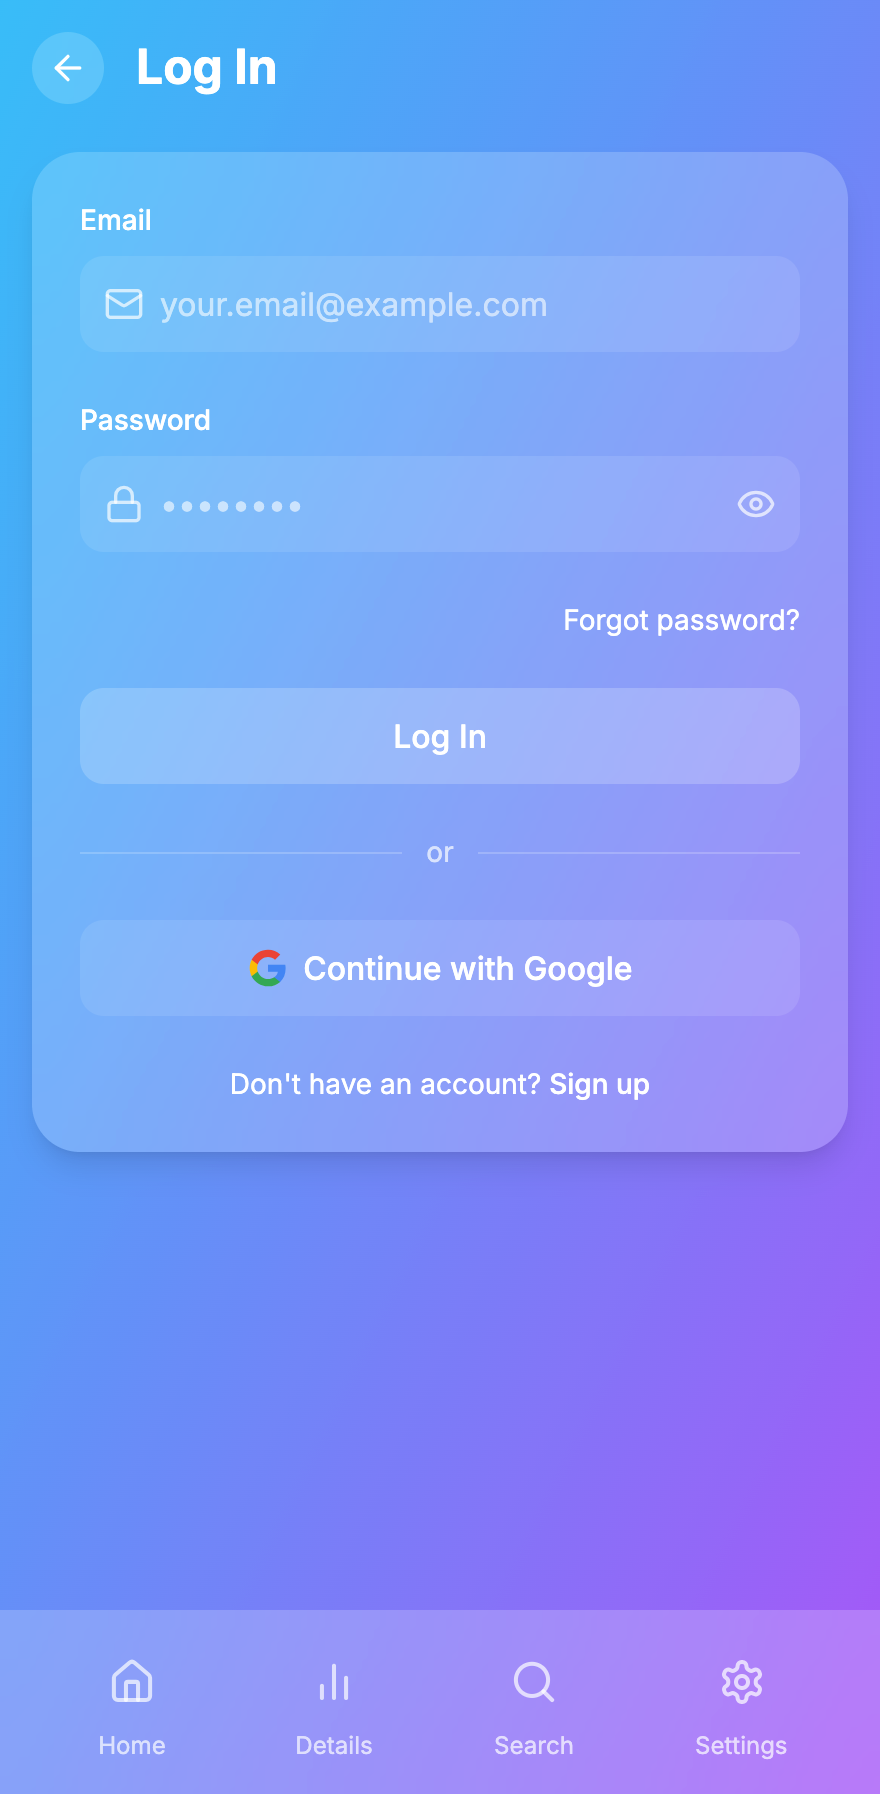 Log In
Email
your.email@example.com
Password
••••••••
Forgot password?
Log In
or
Continue with Google
Don't have an account? Sign up
Home
Details
Search
Settings